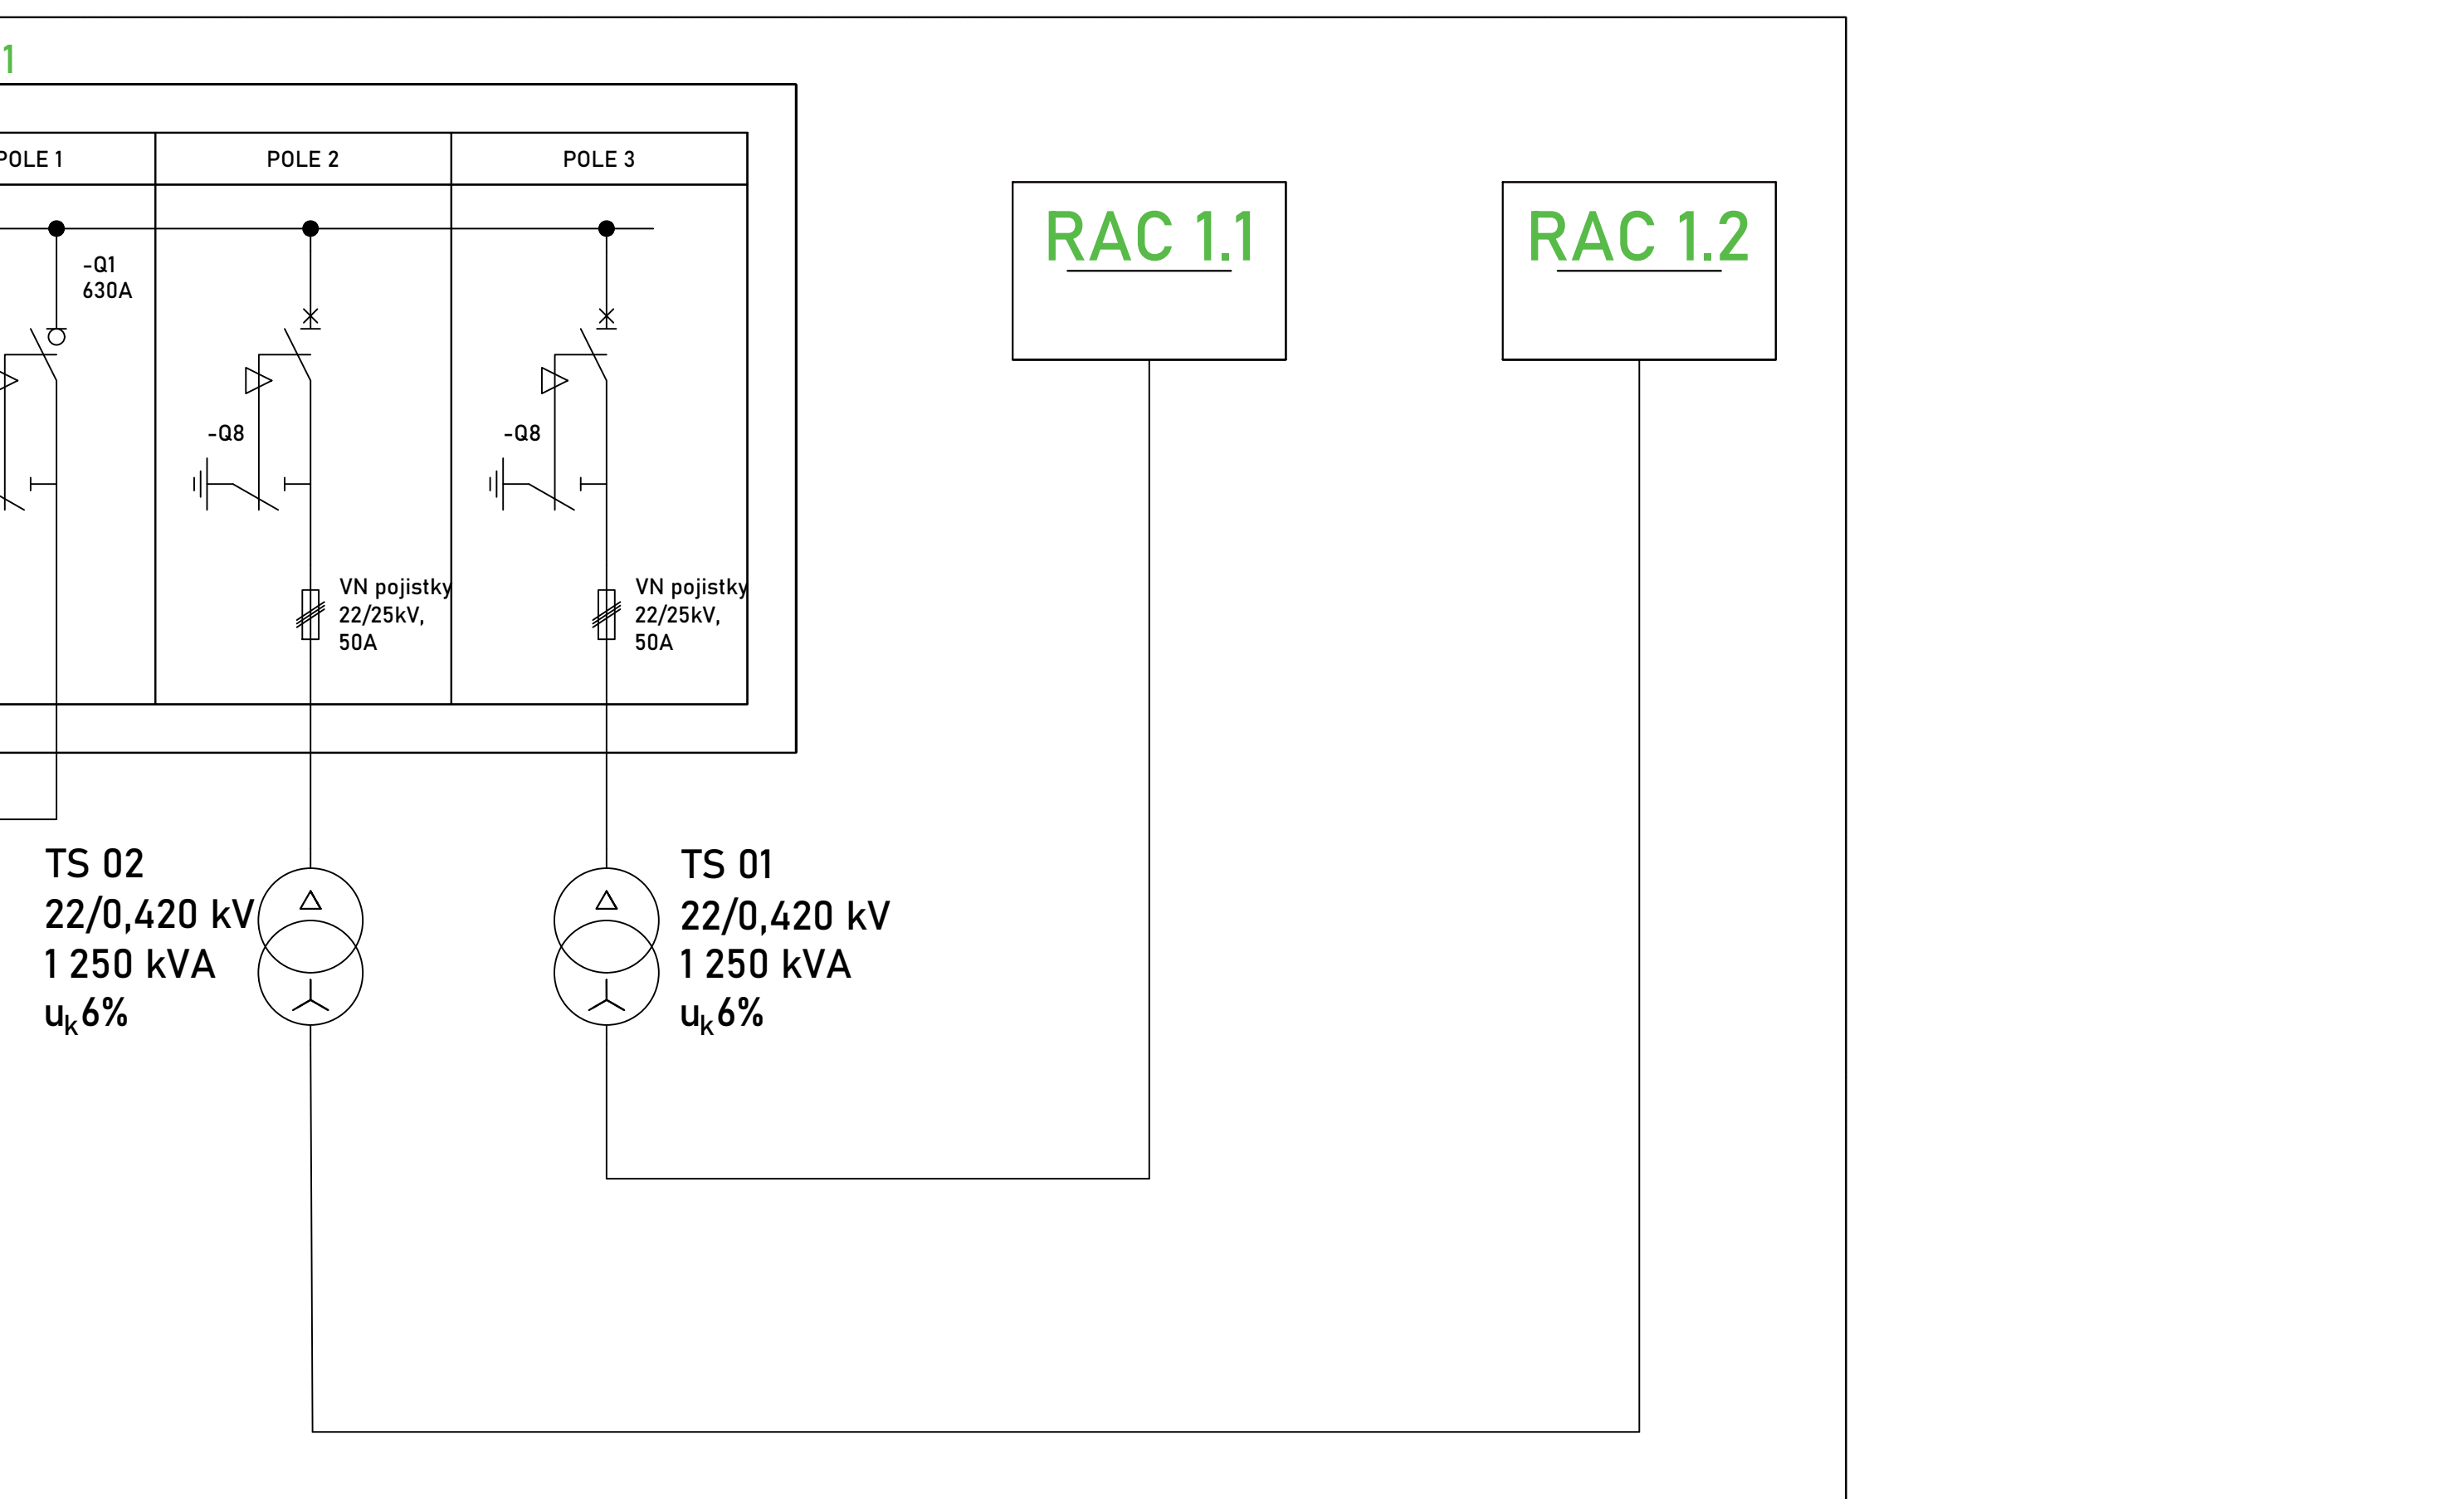 1
POLE 1
POLE 2
POLE 3
RAC 1.1
RAC 1.2
-Q1
630A
-Q8
-Q8
VN pojistky
22/25kV,
50A
VN pojistky
22/25kV,
50A
TS 02
22/0,420 kV
1 250 kVA
uk6%
TS 01
22/0,420 kV
1 250 kVA
uk6%